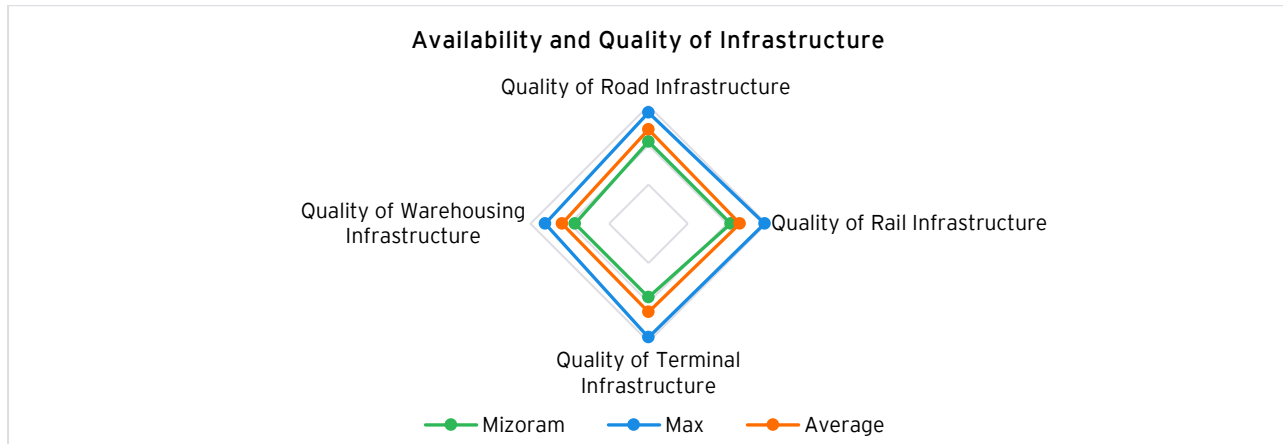 Availability and Quality of Infrastructure
Quality of Road Infrastructure
Quality of Warehousing
Infrastructure
Quality of Rail Infrastructure
Quality of Terminal
Infrastructure
Mizoram Max Average